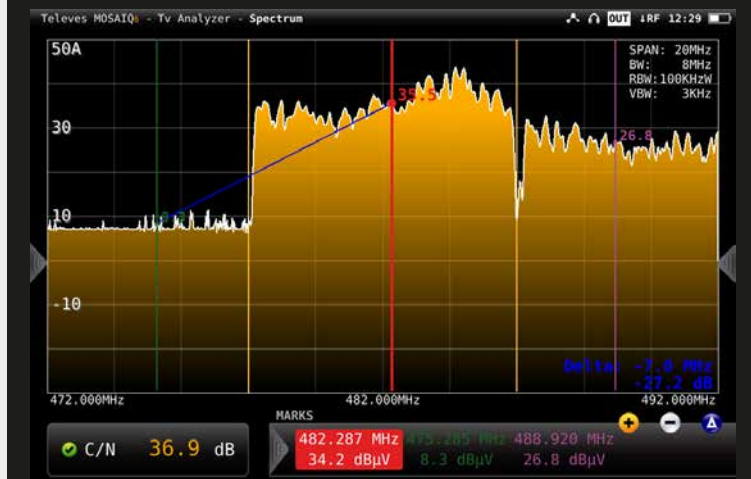 Televes MOSAIQ6 - Tv Analyzer - Spectrum
OUT ↓RF 12:29
50A
SPAN: 20MHz
BW: 8MHz
RBW:100KHzW
VBW: 3KHz
35.5
30
26.8
10
-10
Delta: -7.0 MHz
-27.2 dB
472.000MHz 482.000MHz 492.000MHz
MARKS
C/N 36.9 dB
482.287 MHz 475.285 MHz 488.920 MHz
34.2 dBµV 8.3 dBµV 26.8 dBµV